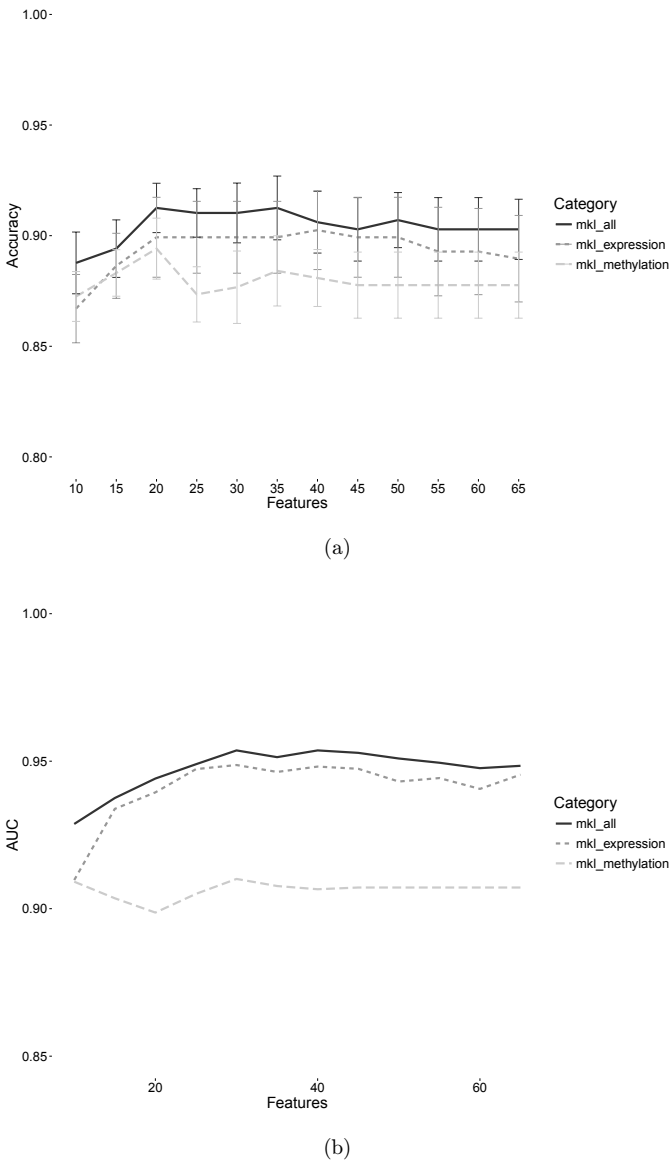 1.00
0.95
0.90
0.85
0.80
Accuracy
10 15 20 25 30 35 40 45 50 55 60 65
Features
Category
mkl_all
mkl_expression
mkl_methylation
(a)
1.00
0.95
0.90
0.85
AUC
20 40 60
Features
Category
mkl_all
mkl_expression
mkl_methylation
(b)